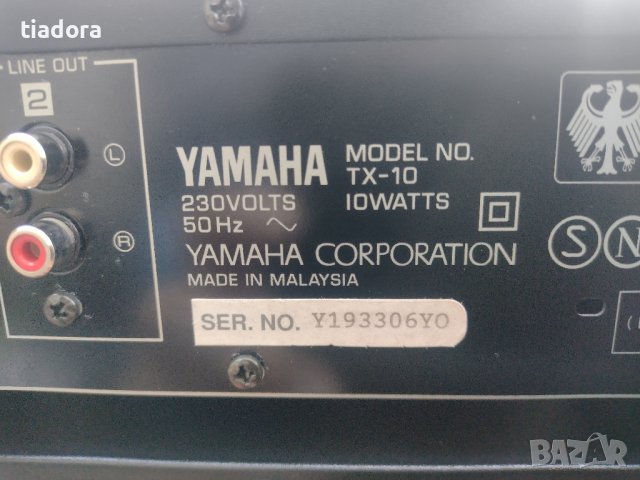 tiadora
LINE OUT
2
L
R
YAMAHA
MODEL NO.
TX-10
230VOLTS
10WATTS
50Hz
YAMAHA CORPORATION
MADE IN MALAYSIA
SER. NO. Y193306YO
S
N
BAZAR